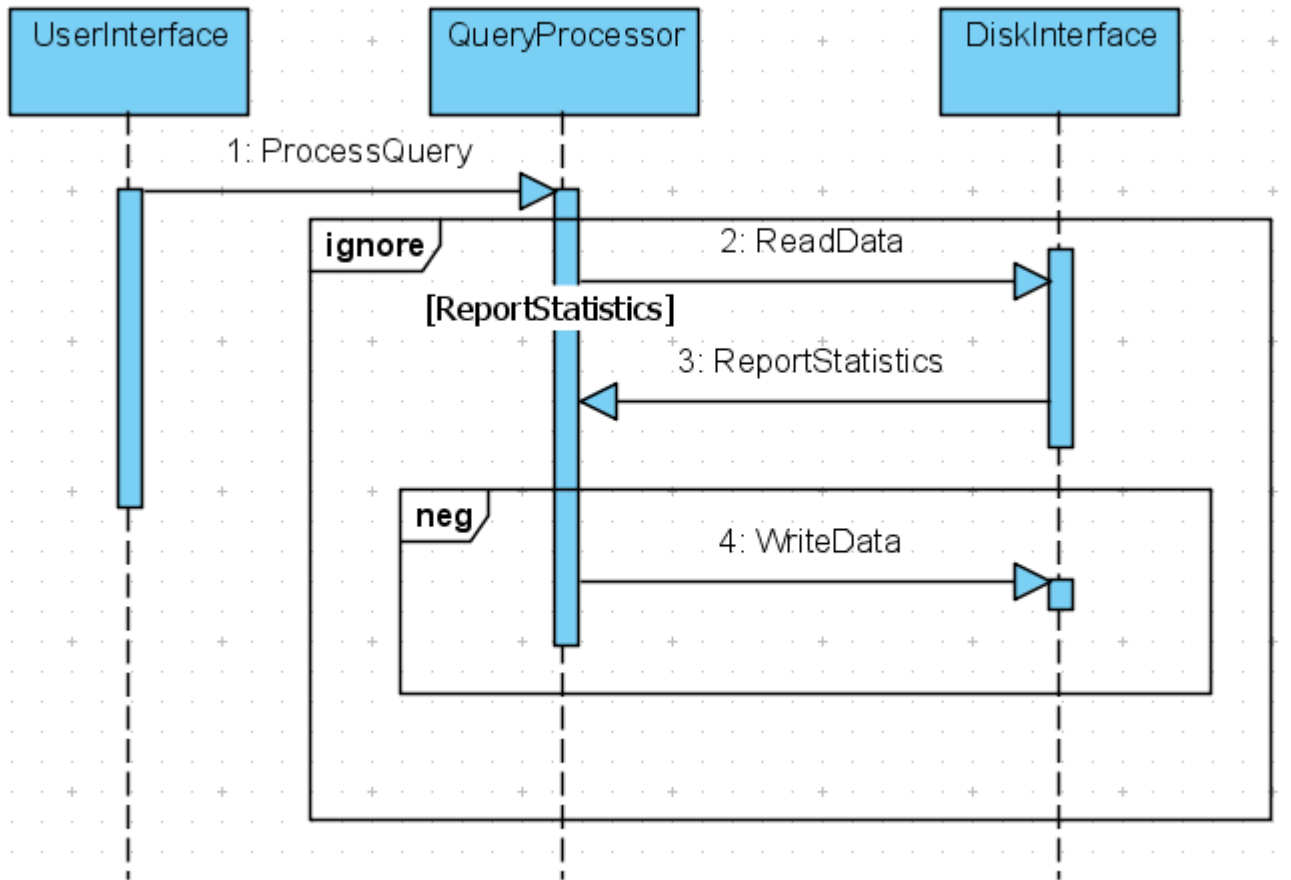 UserInterface
QueryProcessor
DiskInterface
1: ProcessQuery
ignore
2: ReadData
[ReportStatistics]
3: ReportStatistics
neg
4: WriteData